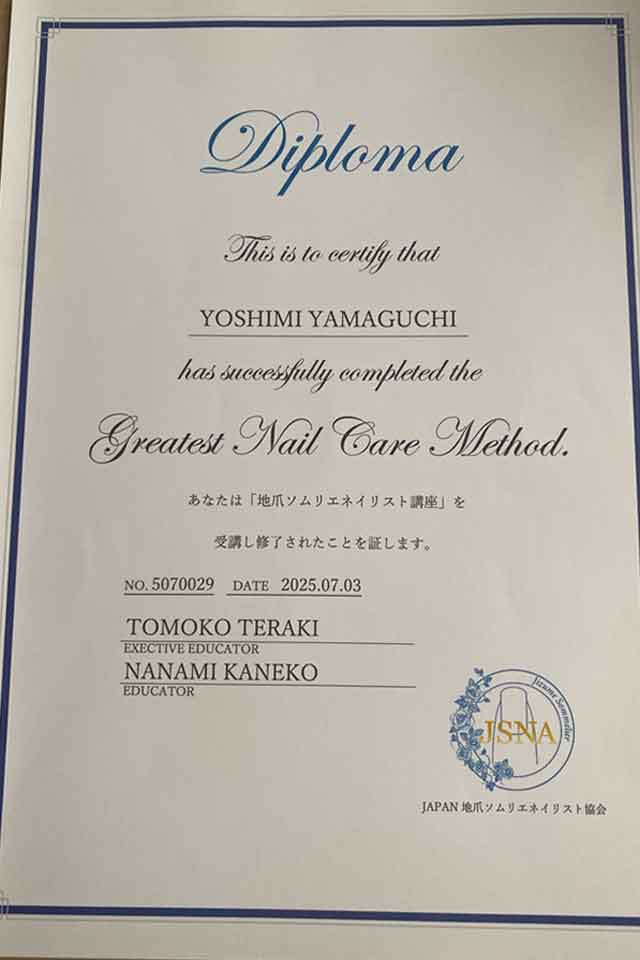 Diploma
This is to certify that
YOSHIMI YAMAGUCHI
has successfully completed the
Greatest Nail Care Method.
あなたは「地爪ソムリエネイリスト講座」を
受講し修了されたことを証します。
NO. 5070029 DATE 2025.07.03
TOMOKO TERAKI
EXECTIVE EDUCATOR
NANAMI KANEKO
EDUCATOR
Jizume Sommelier
JSNA
JAPAN 地爪ソムリエネイリスト協会